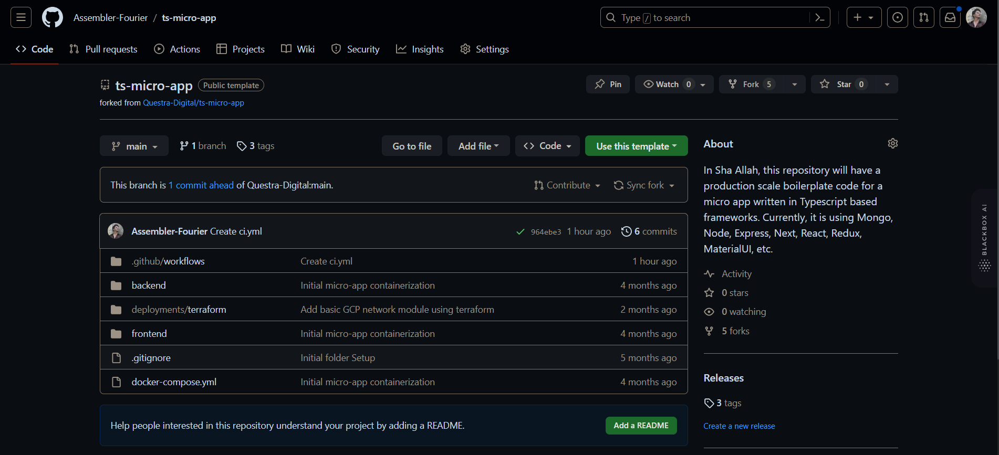 Assembler-Fourier / ts-micro-app
Type / to search
Code
Pull requests
Actions
Projects
Wiki
Security
Insights
Settings
ts-micro-app
Public template
Pin
Watch 0
Fork 5
Star 0
forked from Questra-Digital/ts-micro-app
main
1 branch
3 tags
Go to file
Add file
Code
Use this template
This branch is 1 commit ahead of Questra-Digital:main.
Contribute
Sync fork
Assembler-Fourier Create ci.yml
964ebe3 1 hour ago
6 commits
.github/workflows Create ci.yml 1 hour ago
backend Initial micro-app containerization 4 months ago
deployments/terraform Add basic GCP network module using terraform 2 months ago
frontend Initial micro-app containerization 4 months ago
.gitignore Initial folder Setup 5 months ago
docker-compose.yml Initial micro-app containerization 4 months ago
Help people interested in this repository understand your project by adding a README.
Add a README
About
In Sha Allah, this repository will have a
production scale boilerplate code for a
micro app written in Typescript based
frameworks. Currently, it is using Mongo,
Node, Express, Next, React, Redux,
MaterialUI, etc.
Activity
0 stars
0 watching
5 forks
Releases
3 tags
Create a new release
BLACKBOX AI